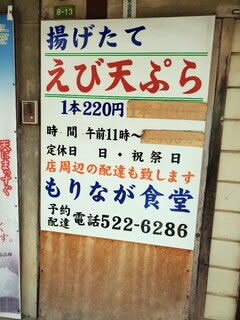 8-13
揚げたて
えび天ぷら
1本220円
時間 午前11時〜
定休日 日・祝祭日
店周辺の配達も致します
もりなが食堂
予約
配達 電話522-6286